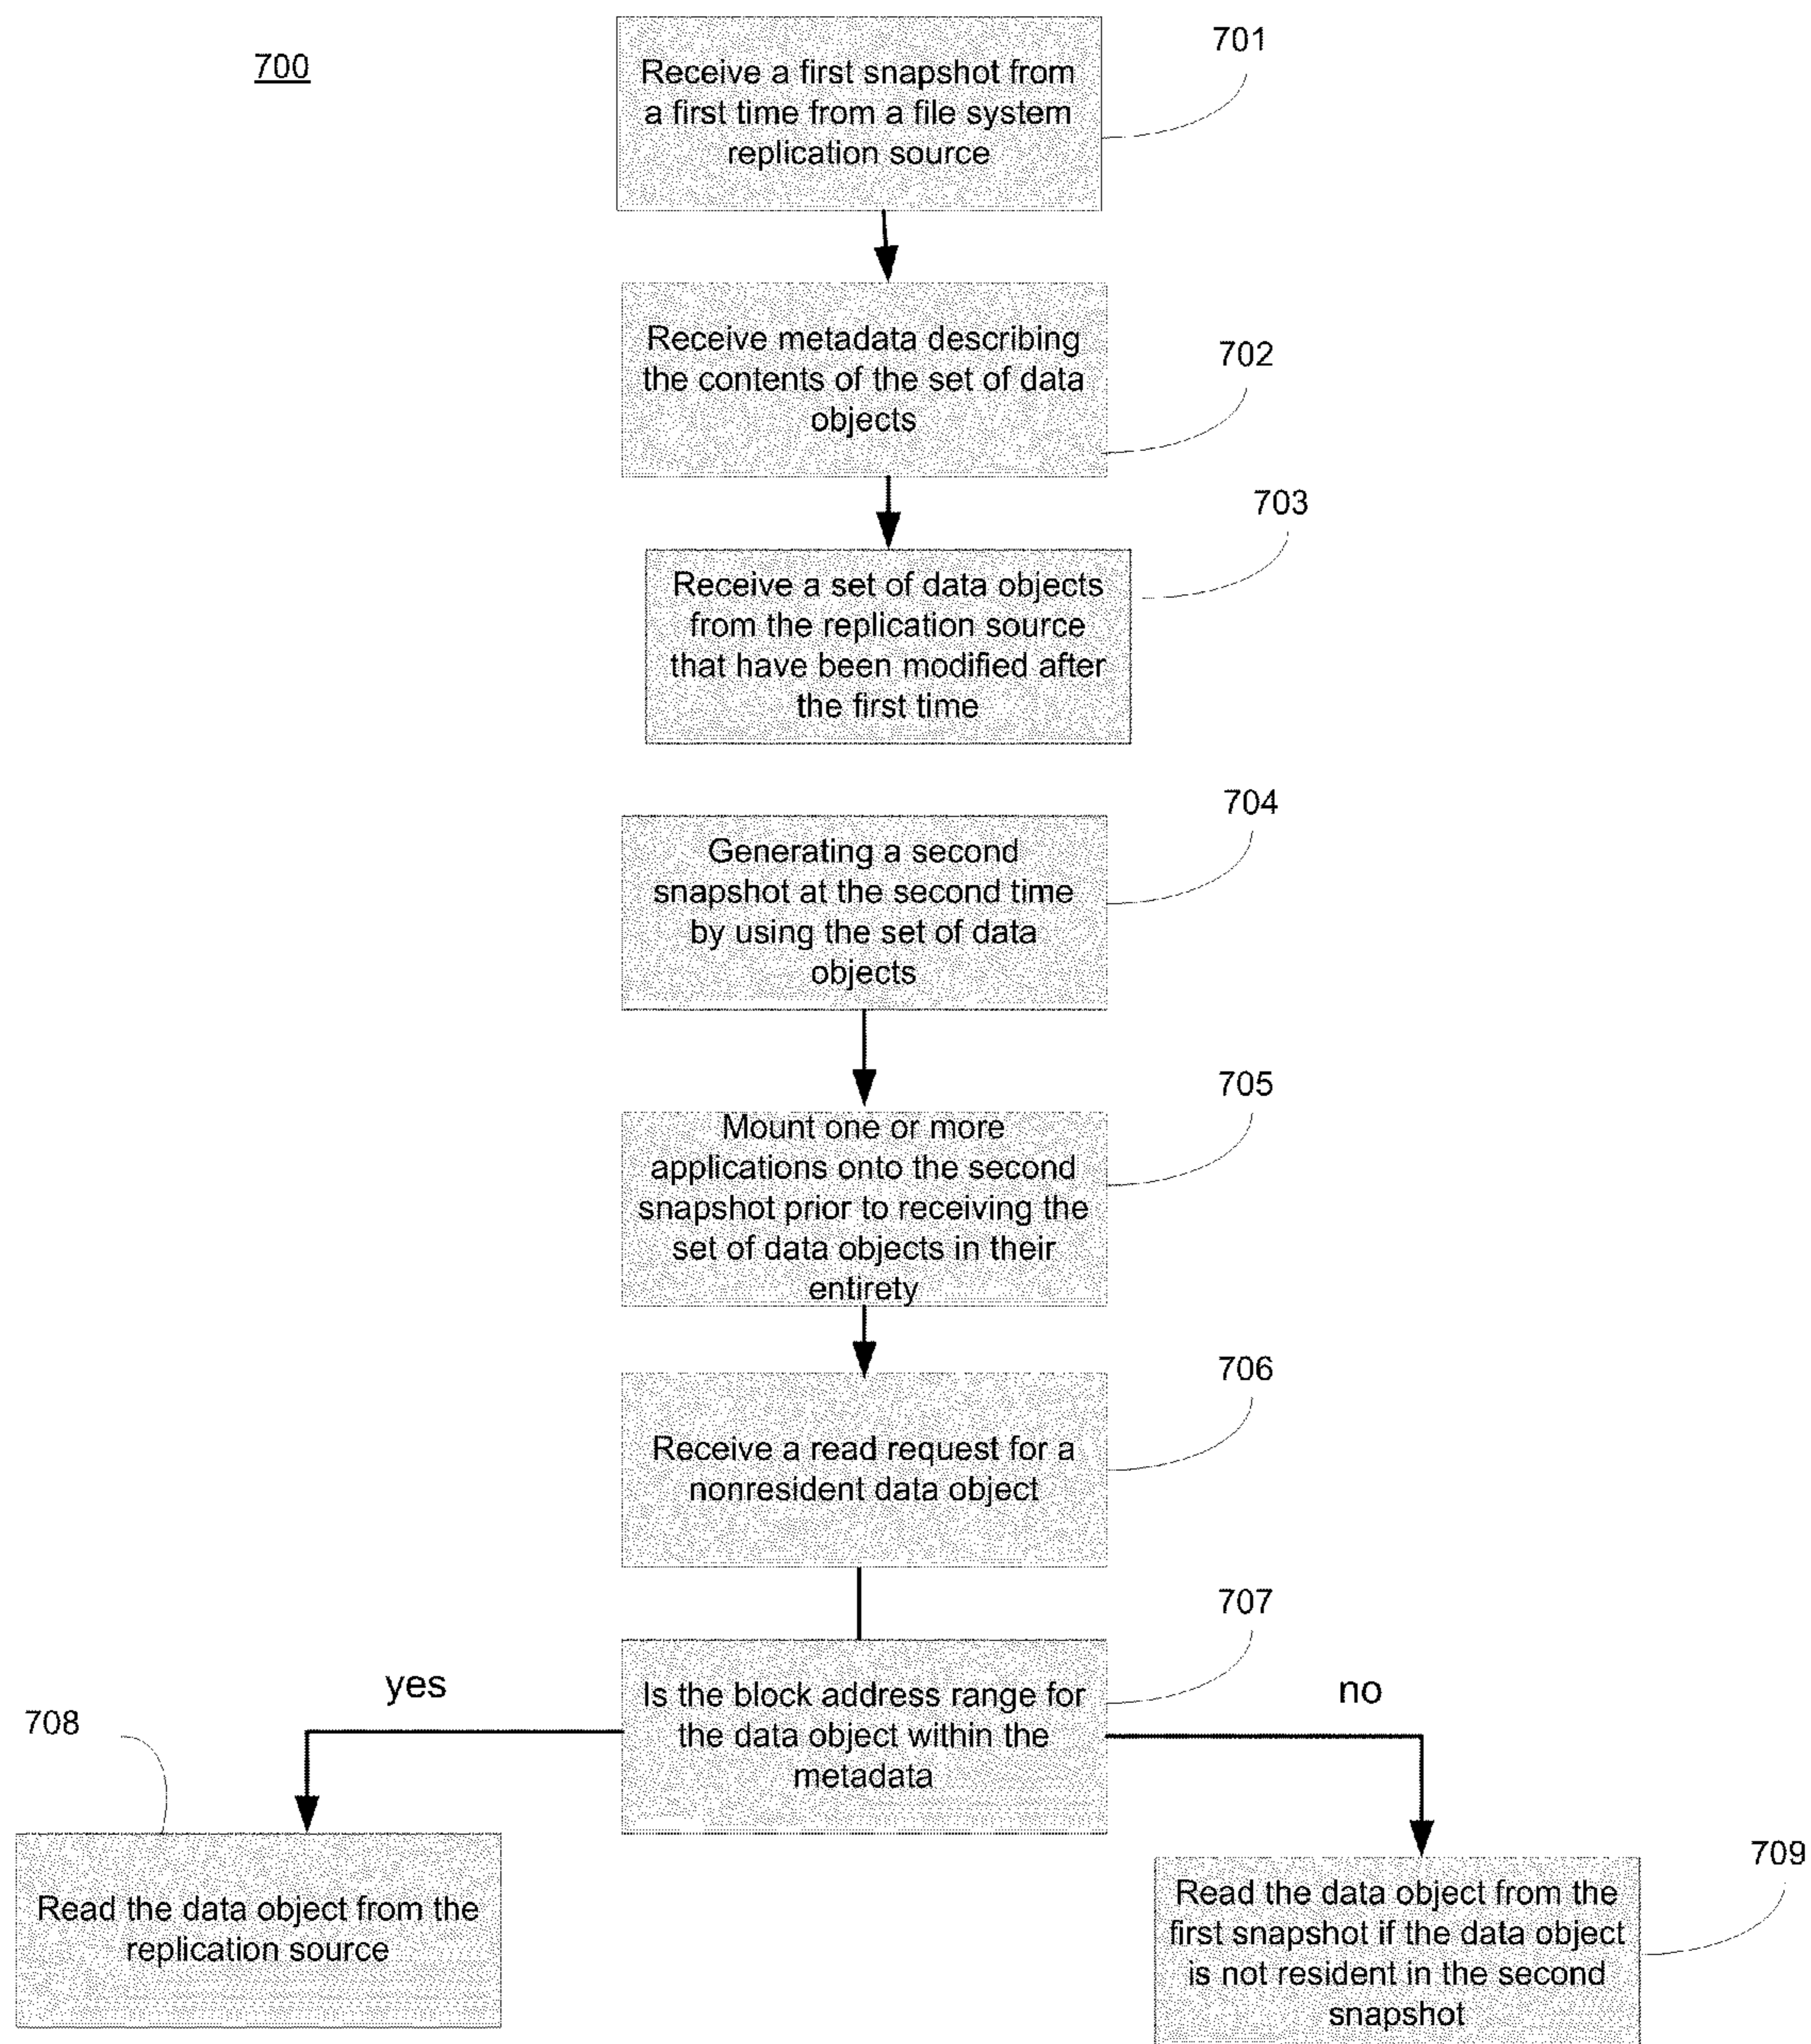 700
701
Receive a first snapshot from
a first time from a file system
replication source
702
Receive metadata describing
the contents of the set of data
objects
703
Receive a set of data objects
from the replication source
that have been modified after
the first time
704
Generating a second
snapshot at the second time
by using the set of data
objects
705
Mount one or more
applications onto the second
snapshot prior to receiving the
set of data objects in their
entirety
706
Receive a read request for a
nonresident data object
707
Is the block address range for
the data object within the
metadata
yes
no
708
Read the data object from the
replication source
709
Read the data object from the
first snapshot if the data object
is not resident in the second
snapshot